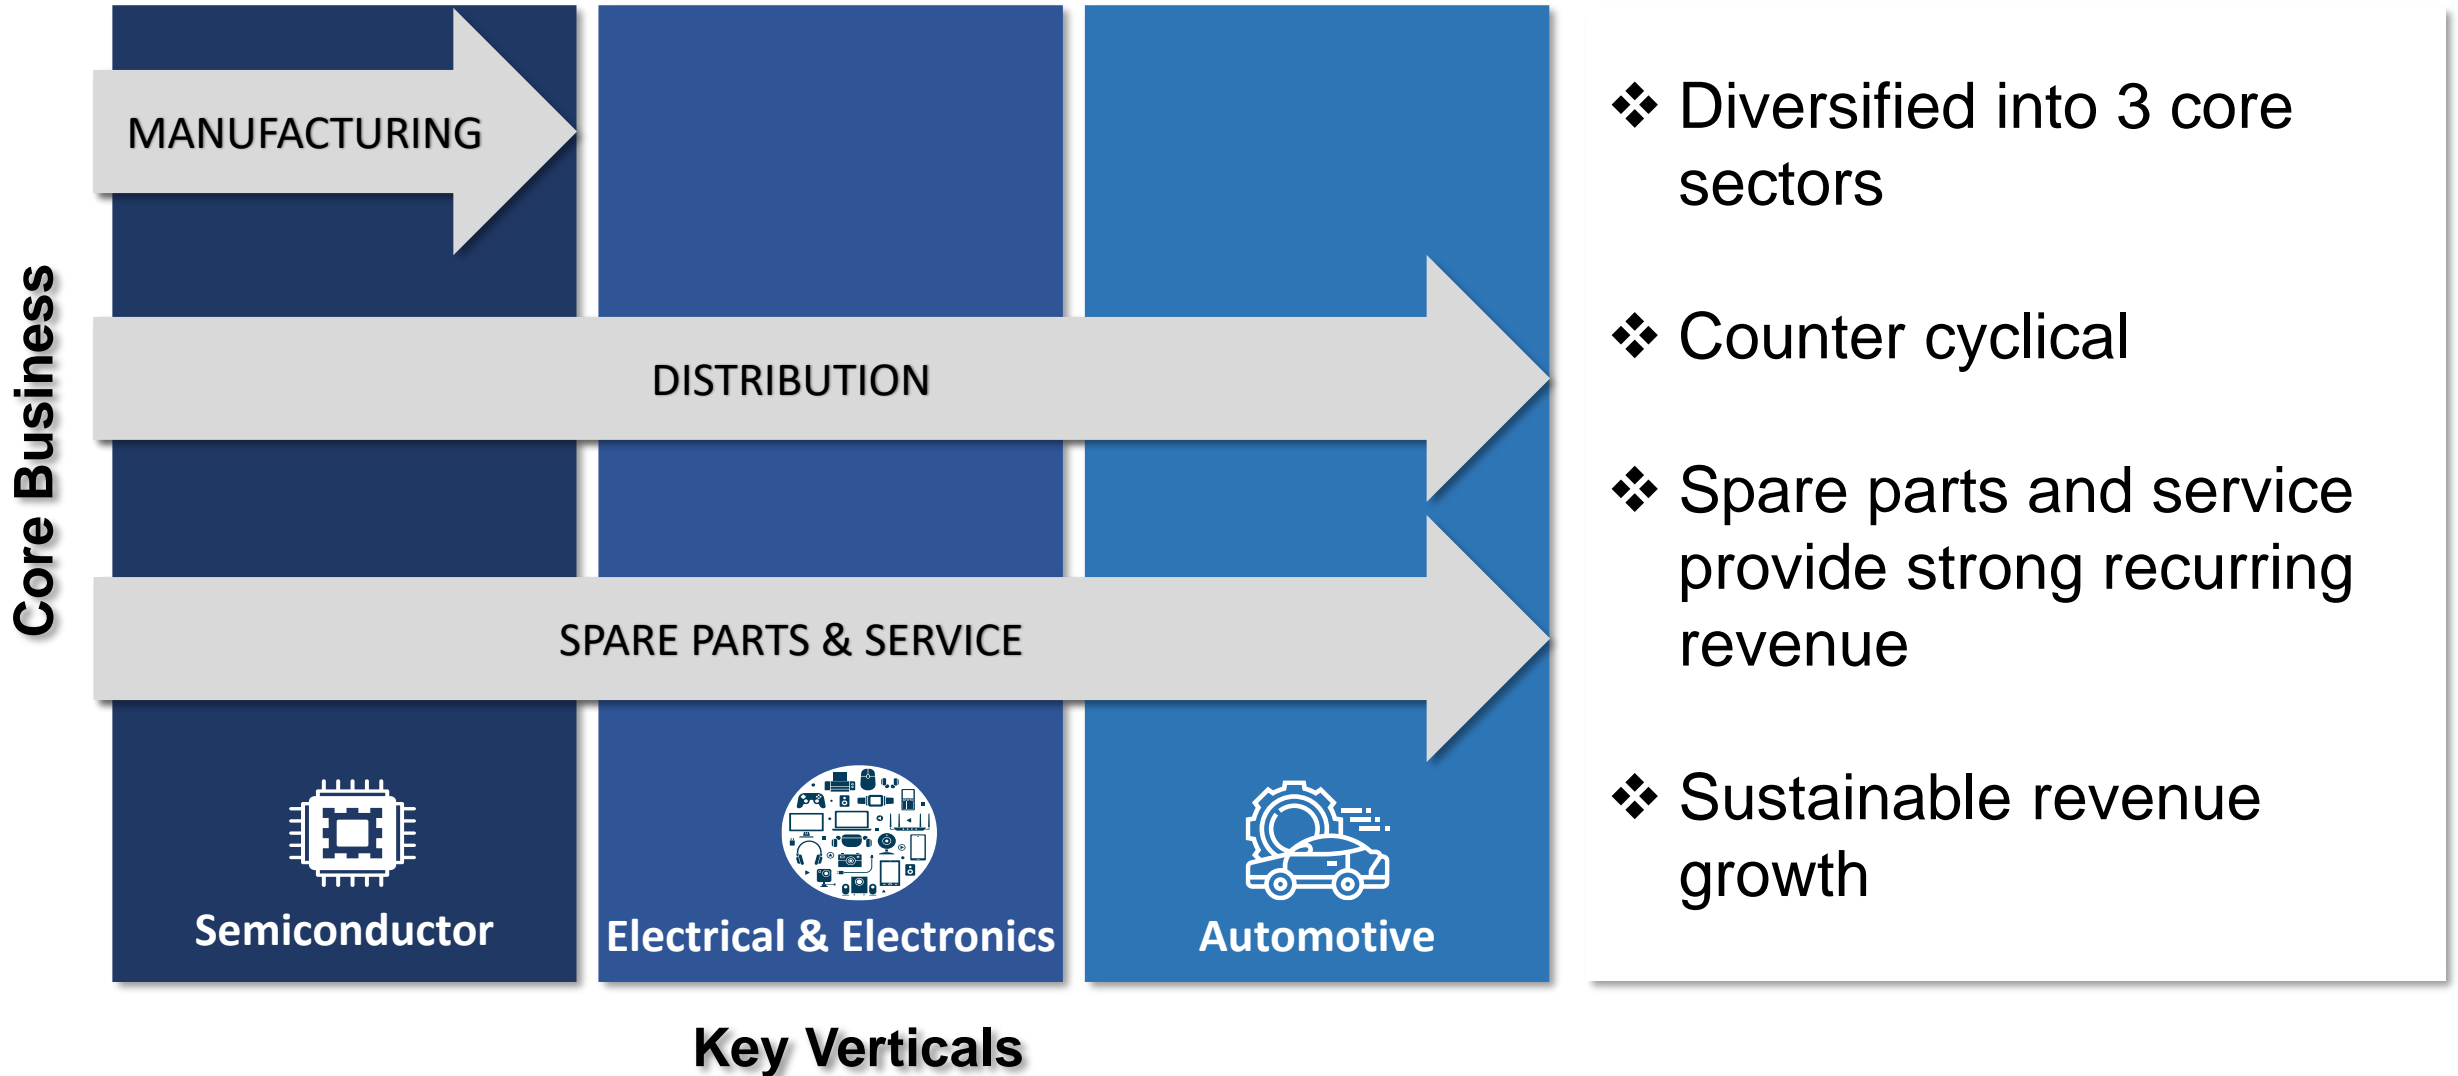 Core Business
MANUFACTURING
DISTRIBUTION
SPARE PARTS & SERVICE
Semiconductor
Electrical & Electronics
Automotive
Key Verticals
❖ Diversified into 3 core
sectors
❖ Counter cyclical
❖ Spare parts and service
provide strong recurring
revenue
❖ Sustainable revenue
growth